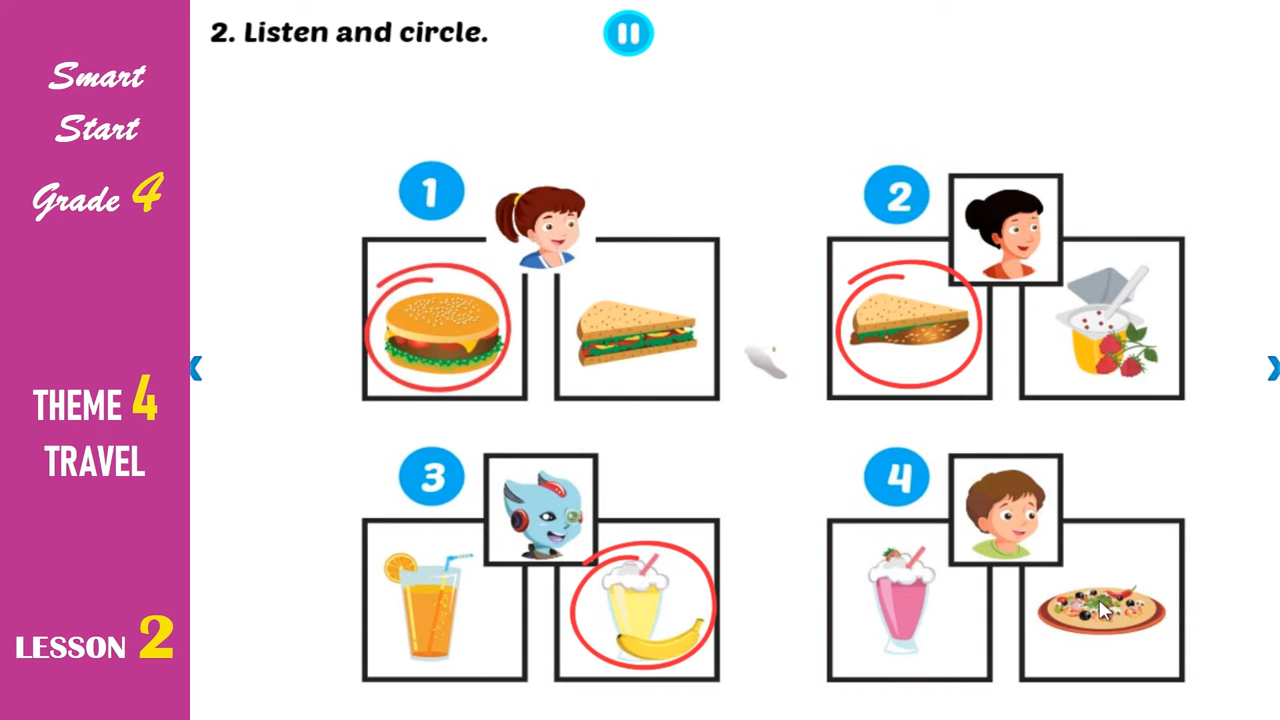 Smart
Start
Grade 4
THEME 4
TRAVEL
LESSON 2
2. Listen and circle.
1
2
3
4